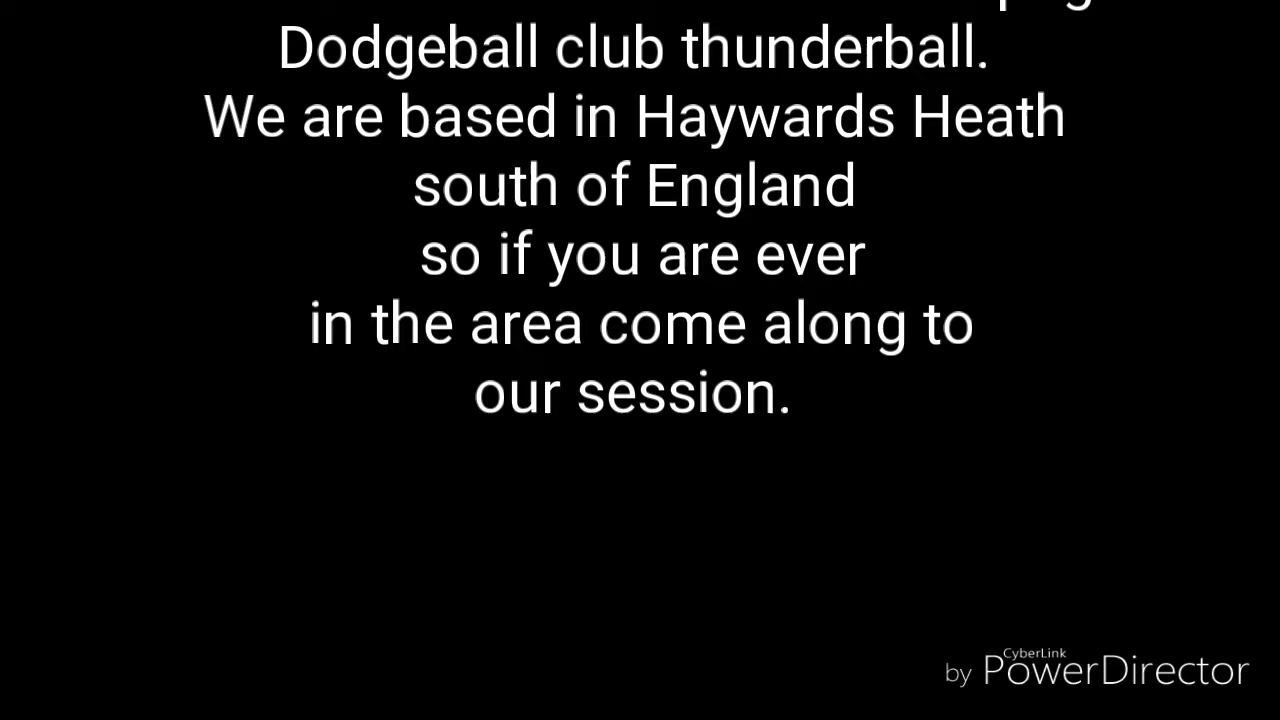 Dodgeball club thunderball.
We are based in Haywards Heath
south of England
so if you are ever
in the area come along to
our session.
by CyberLink PowerDirector